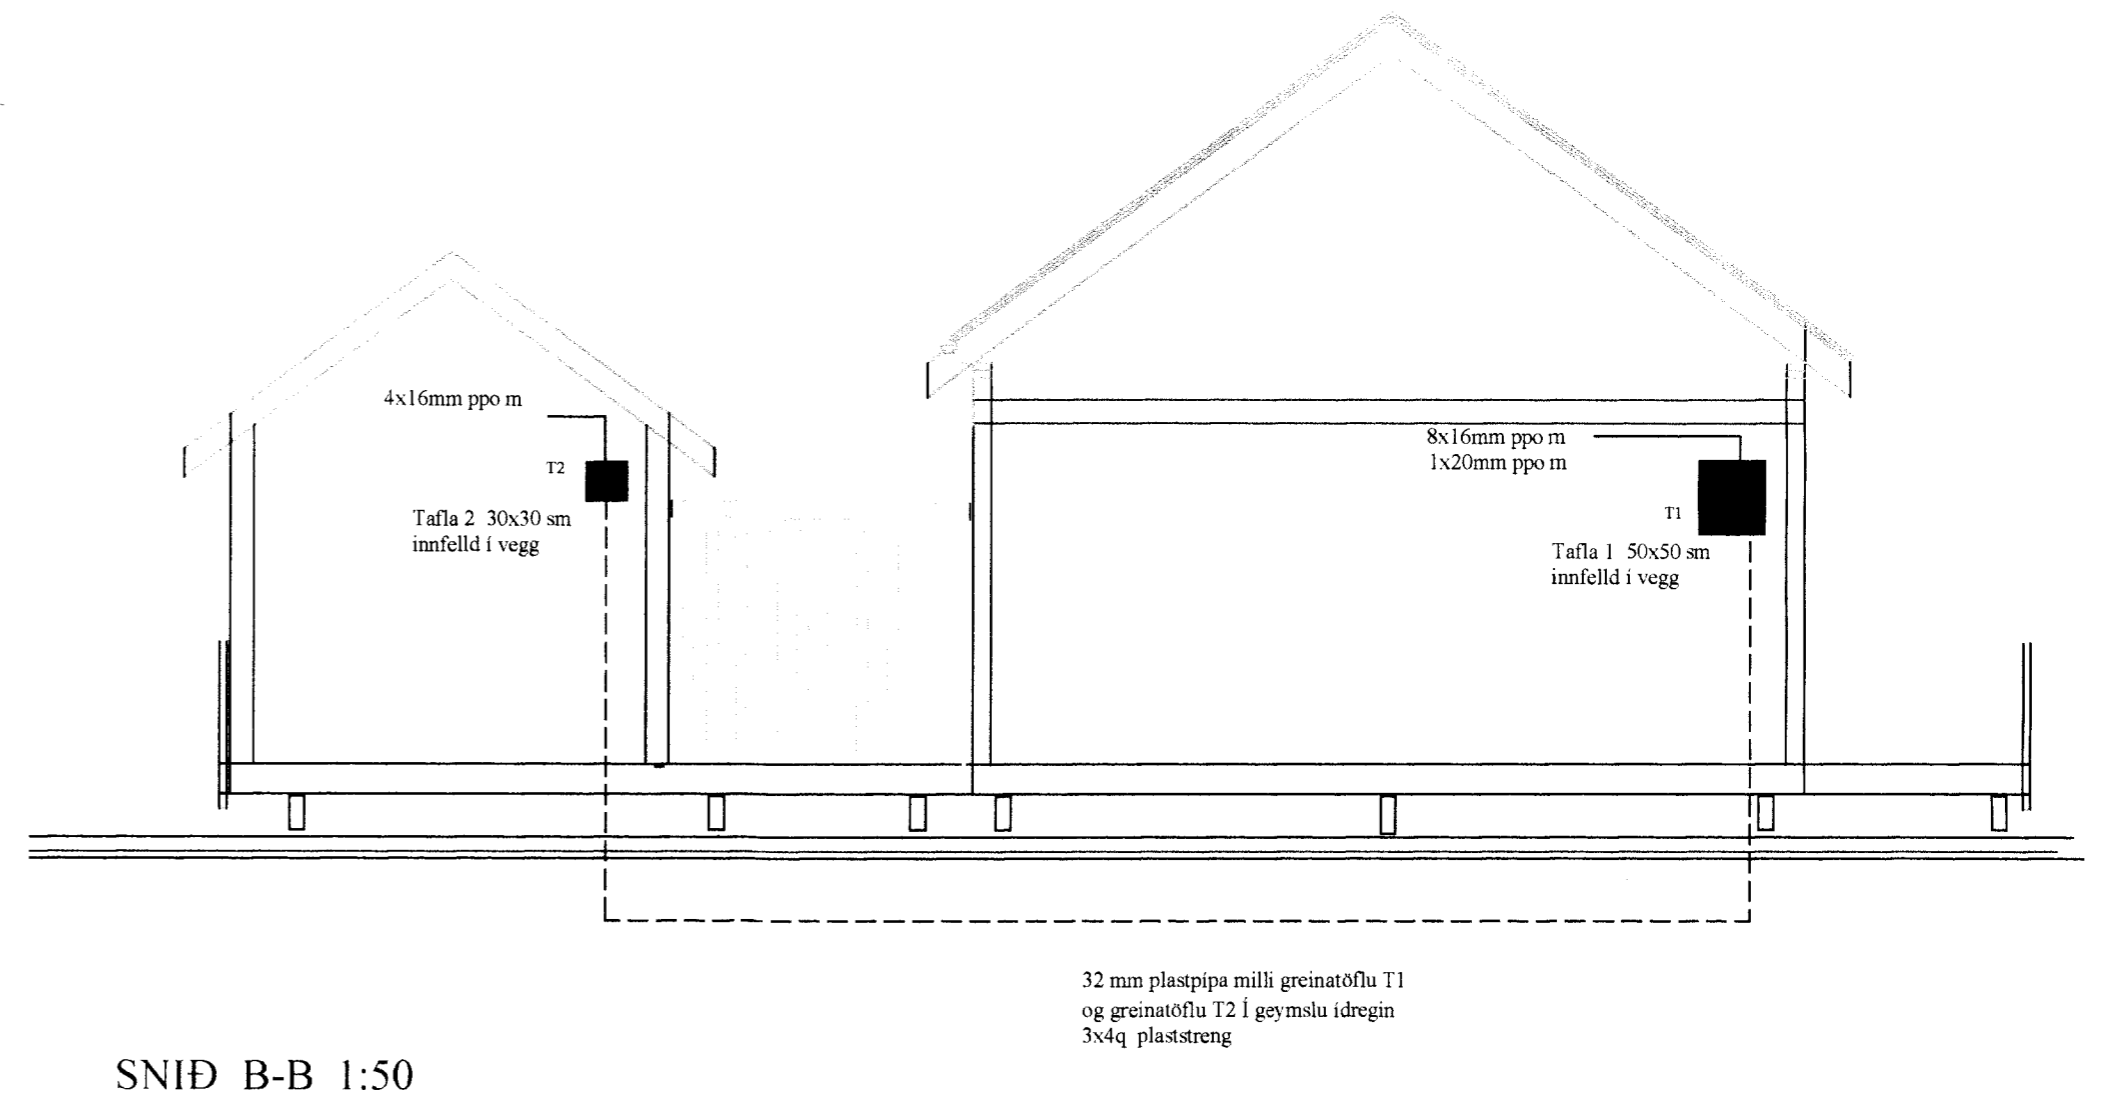 4x16mm ppo m
T2
Tafla 2 30x30 sm
innfelld í vegg
8x16mm ppo m
1x20mm ppo m
T1
Tafla 1 50x50 sm
innfelld í vegg
32 mm plastpípa milli greinatöflu T1
og greinatöflu T2 Í geymslu ídregin
3x4q plaststreng
SNIÐ B-B 1:50